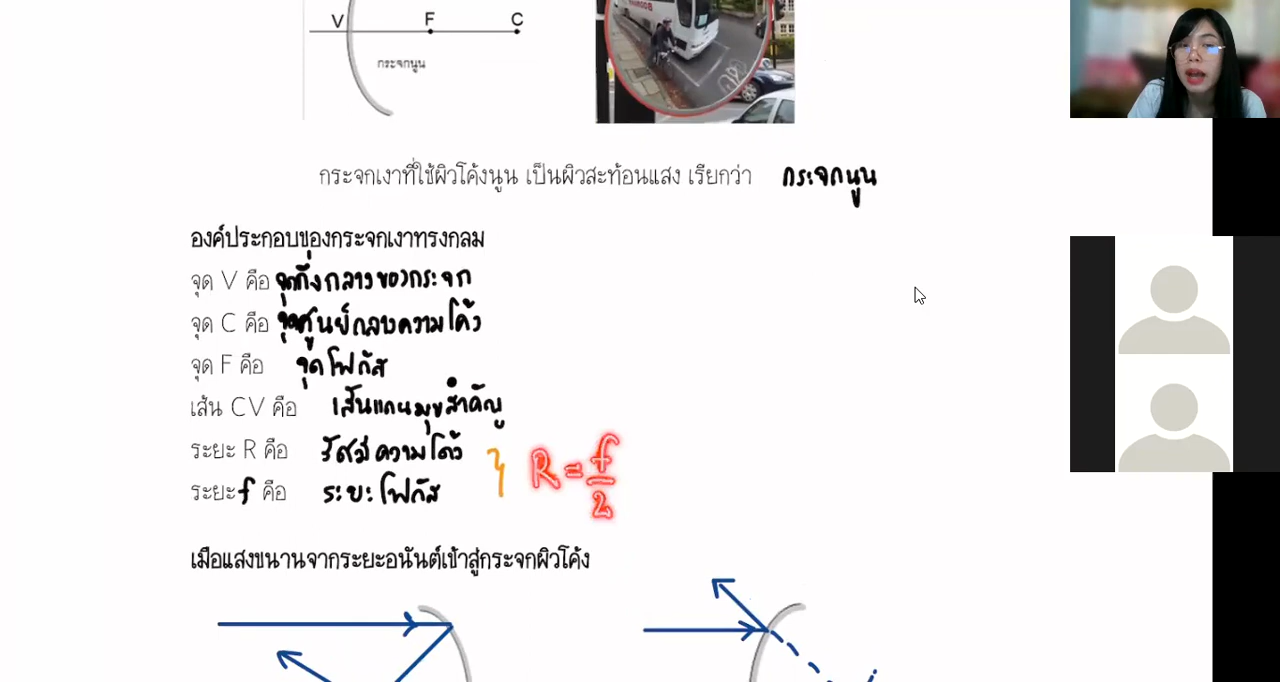 V F C
กระจกนูน
กระจกเงาที่ใช้ผิวโค้งนูน เป็นผิวสะท้อนแสง เรียกว่า กระจกนูน
องค์ประกอบของกระจกเงาทรงกลม
จุด V คือ จุดกึ่งกลางของกระจก
จุด C คือ จุดศูนย์กลางความโค้ง
จุด F คือ จุดโฟกัส
เส้น CV คือ เส้นแกนมุขสำคัญ
ระยะ R คือ รัศมีความโค้ง
ระยะ f คือ ระยะโฟกัส
R = f/2
เมื่อแสงขนานจากระยะอนันต์เข้าสู่กระจกผิวโค้ง